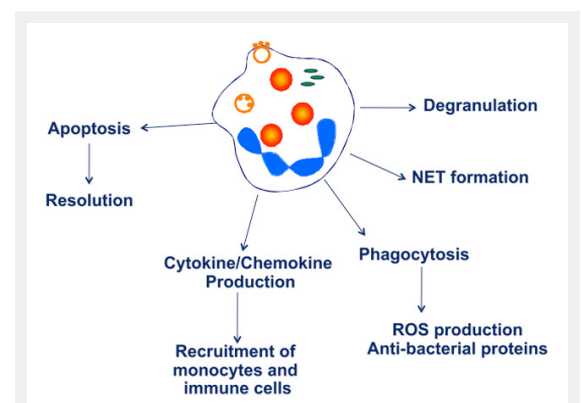 Degranulation
Apoptosis
NET formation
Resolution
Phagocytosis
Cytokine/Chemokine
Production
ROS production
Anti-bacterial proteins
Recruitment of
monocytes and
immune cells